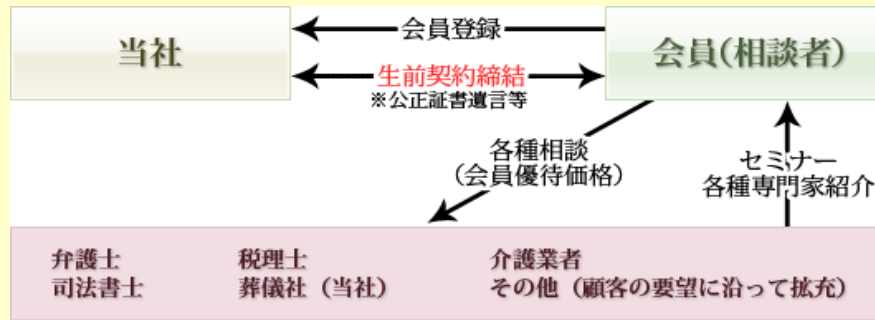 当社
会員登録
会員(相談者)
生前契約締結
※公正証書遺言等
各種相談
(会員優待価格)
セミナー
各種専門家紹介
弁護士
司法書士
税理士
葬儀社（当社）
介護業者
その他（顧客の要望に沿って拡充）